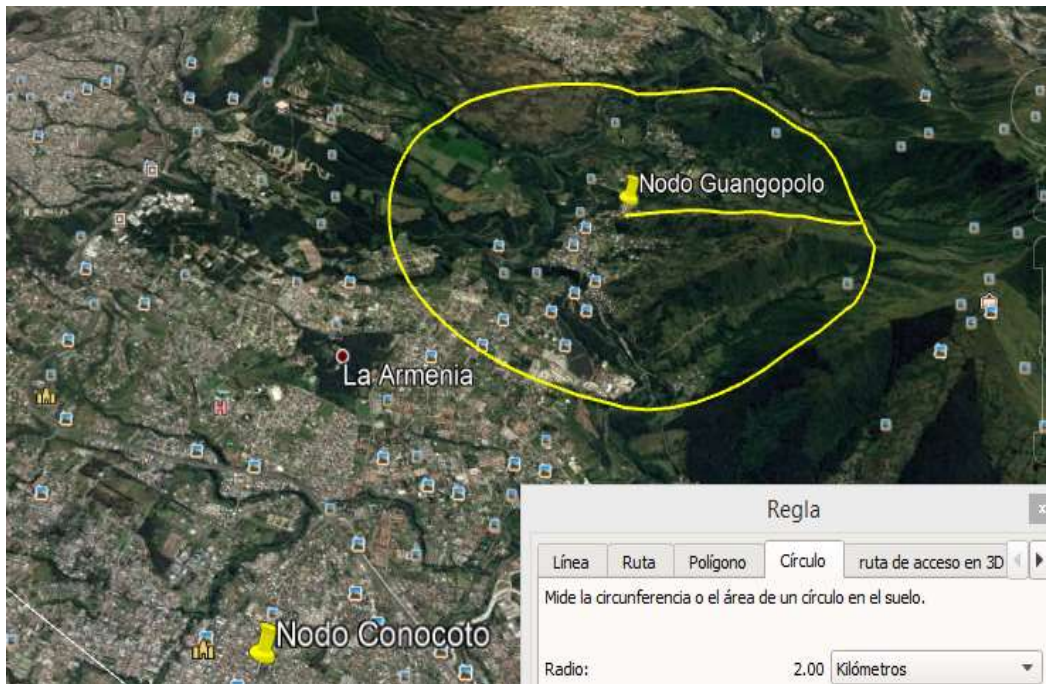 Nodo Guangopolo
La Armenia
Nodo Conocoto
Regla
x
Línea Ruta Polígono Círculo ruta de acceso en 3D
Mide la circunferencia o el área de un círculo en el suelo.
Radio: 2.00 Kilómetros